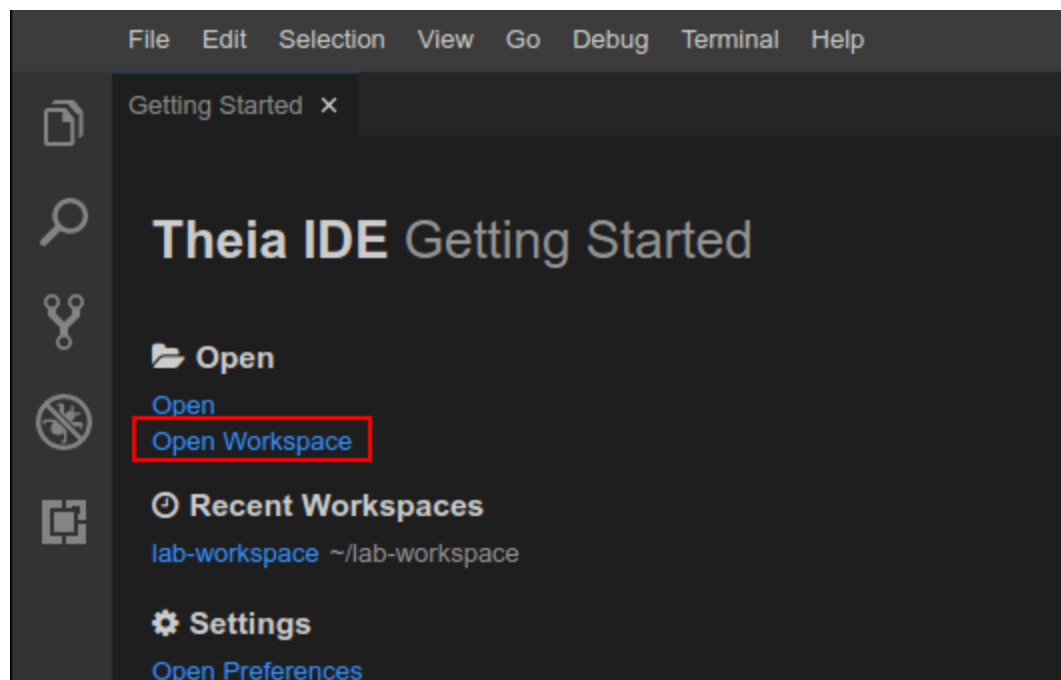 File Edit Selection View Go Debug Terminal Help
Getting Started ×
Theia IDE Getting Started
Open
Open
Open Workspace
Recent Workspaces
lab-workspace ~/lab-workspace
Settings
Open Preferences